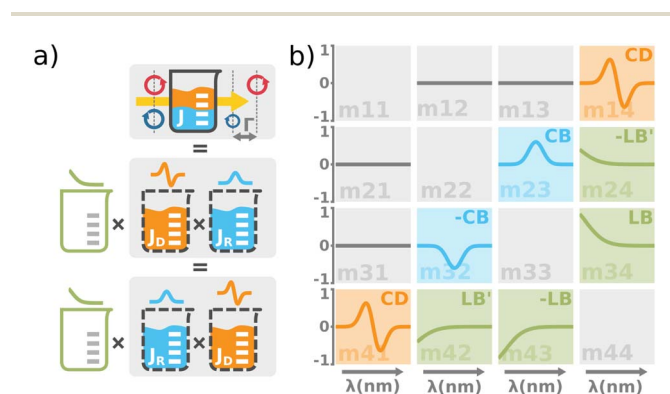 a)
J
Γ
=
× J_D × J_R
=
× J_R × J_D
b)
1 0 -1 m11 m12 m13 CD m14
1 0 -1 m21 m22 CB m23 -LB' m24
1 0 -1 m31 -CB m32 m33 LB m34
1 0 -1 CD m41 LB' m42 -LB m43 m44
λ(nm) λ(nm) λ(nm) λ(nm)